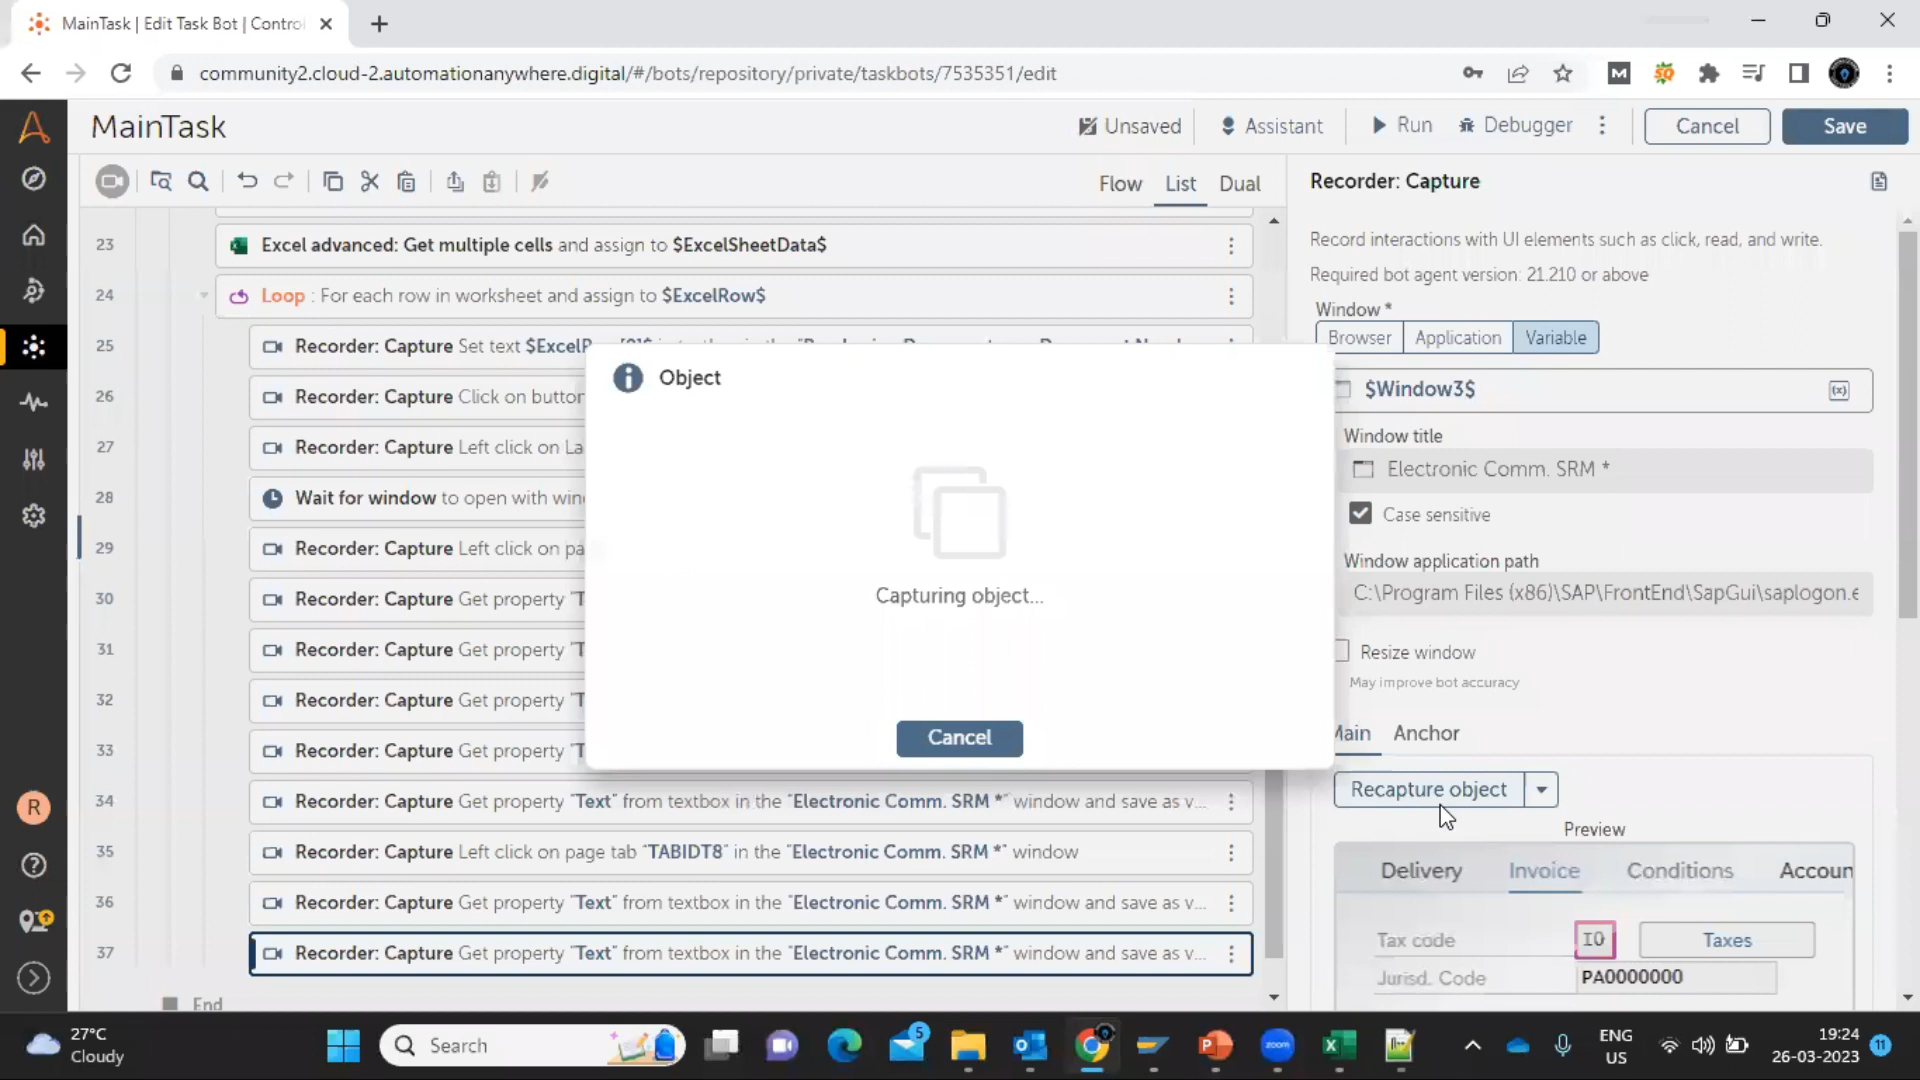 MainTask | Edit Task Bot | Contro
community2.cloud-2.automationanywhere.digital/#/bots/repository/private/taskbots/7535351/edit
MainTask
Unsaved
Assistant
Run
Debugger
Cancel
Save
Flow
List
Dual
23 Excel advanced: Get multiple cells and assign to $ExcelSheetData$
24 Loop : For each row in worksheet and assign to $ExcelRow$
25 Recorder: Capture Set text
26 Recorder: Capture Click on button
27 Recorder: Capture Left click on
28 Wait for window to open with
29 Recorder: Capture Left click on
30 Recorder: Capture Get property
31 Recorder: Capture Get property
32 Recorder: Capture Get property
33 Recorder: Capture Get property
34 Recorder: Capture Get property "Text" from textbox in the "Electronic Comm. SRM *" window and save as v...
35 Recorder: Capture Left click on page tab "TABIDT8" in the "Electronic Comm. SRM *" window
36 Recorder: Capture Get property "Text" from textbox in the "Electronic Comm. SRM *" window and save as v...
37 Recorder: Capture Get property "Text" from textbox in the "Electronic Comm. SRM *" window and save as v...
End
Object
Capturing object...
Cancel
Recorder: Capture
Record interactions with UI elements such as click, read, and write.
Required bot agent version: 21.210 or above
Window *
Browser
Application
Variable
$Window3$
(x)
Window title
Electronic Comm. SRM *
Case sensitive
Window application path
C:\Program Files (x86)\SAP\FrontEnd\SapGui\saplogon.e
Resize window
May improve bot accuracy
Main
Anchor
Recapture object
Preview
Delivery
Invoice
Conditions
Accoun
Tax code
I0
Taxes
Jurisd. Code
PA0000000
R
27°C
Cloudy
Search
5
zoom
ENG
US
19:24
26-03-2023
11